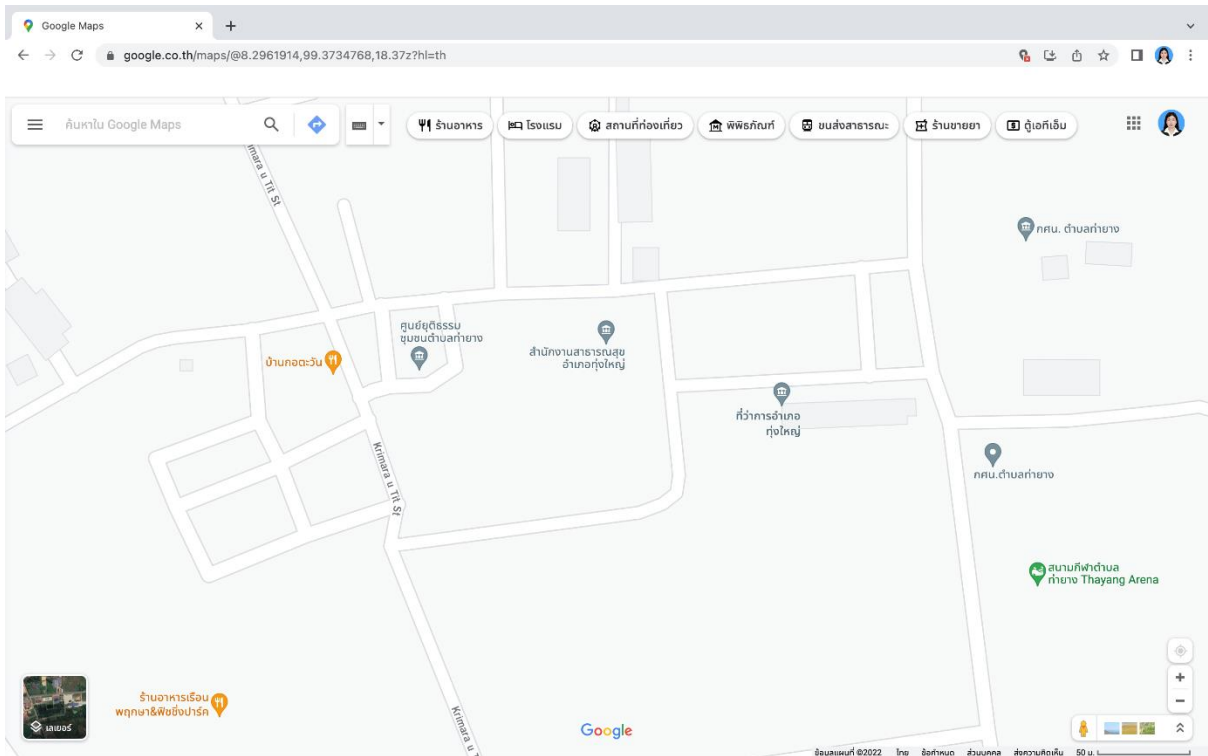 Google Maps
google.co.th/maps/@8.2961914,99.3734768,18.37z?hl=th
ค้นหาใน Google Maps
ร้านอาหาร
โรงแรม
สถานที่ท่องเที่ยว
พิพิธภัณฑ์
ขนส่งสาธารณะ
ร้านขายยา
ตู้เอทีเอ็ม
mara u Tit St
กศน. ตำบลท่ายาง
ศูนย์ยุติธรรม
ชุมชนตำบลท่ายาง
สำนักงานสาธารณสุข
อำเภอทุ่งใหญ่
บ้านกอตะวัน
ที่ว่าการอำเภอ
ทุ่งใหญ่
Krimara u Tit St
กศน.ตำบลท่ายาง
สนามกีฬาตำบล
ท่ายาง Thayang Arena
ร้านอาหารเรือน
พฤกษา&ฟิชชิ่งปาร์ค
เลเยอร์
Krimara u T
Google
ข้อมูลแผนที่ ©2022
ไทย
ข้อกำหนด
ส่วนบุคคล
ส่งความคิดเห็น
50 ม.